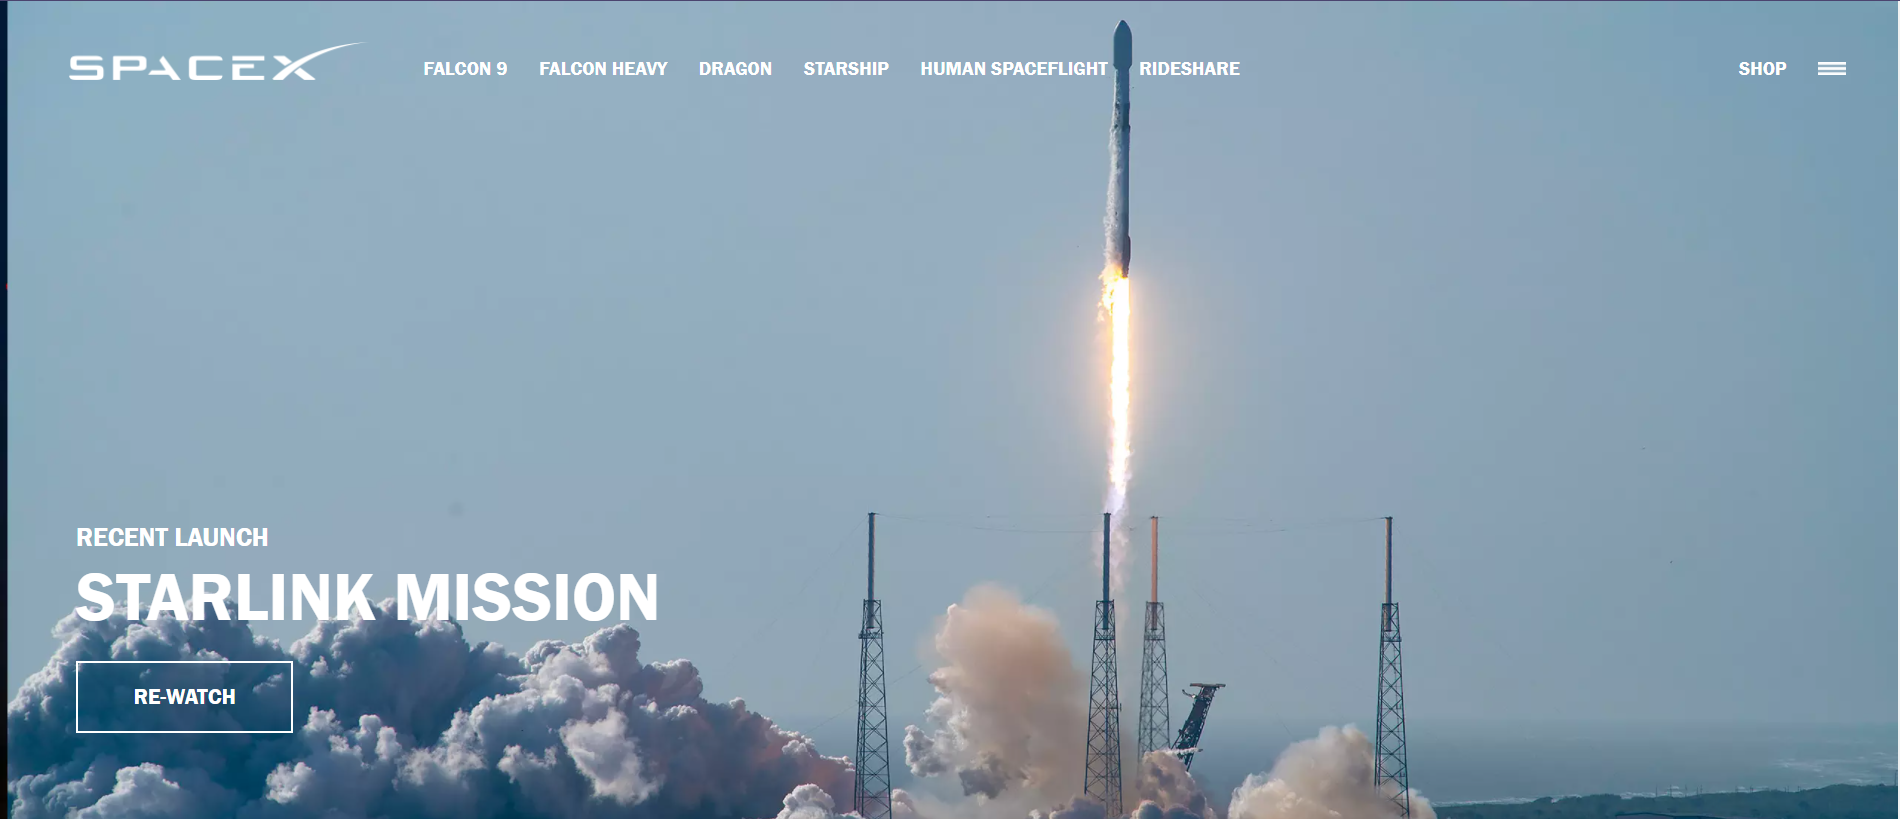 SPACEX
FALCON 9
FALCON HEAVY
DRAGON
STARSHIP
HUMAN SPACEFLIGHT
RIDESHARE
SHOP
RECENT LAUNCH
STARLINK MISSION
RE-WATCH